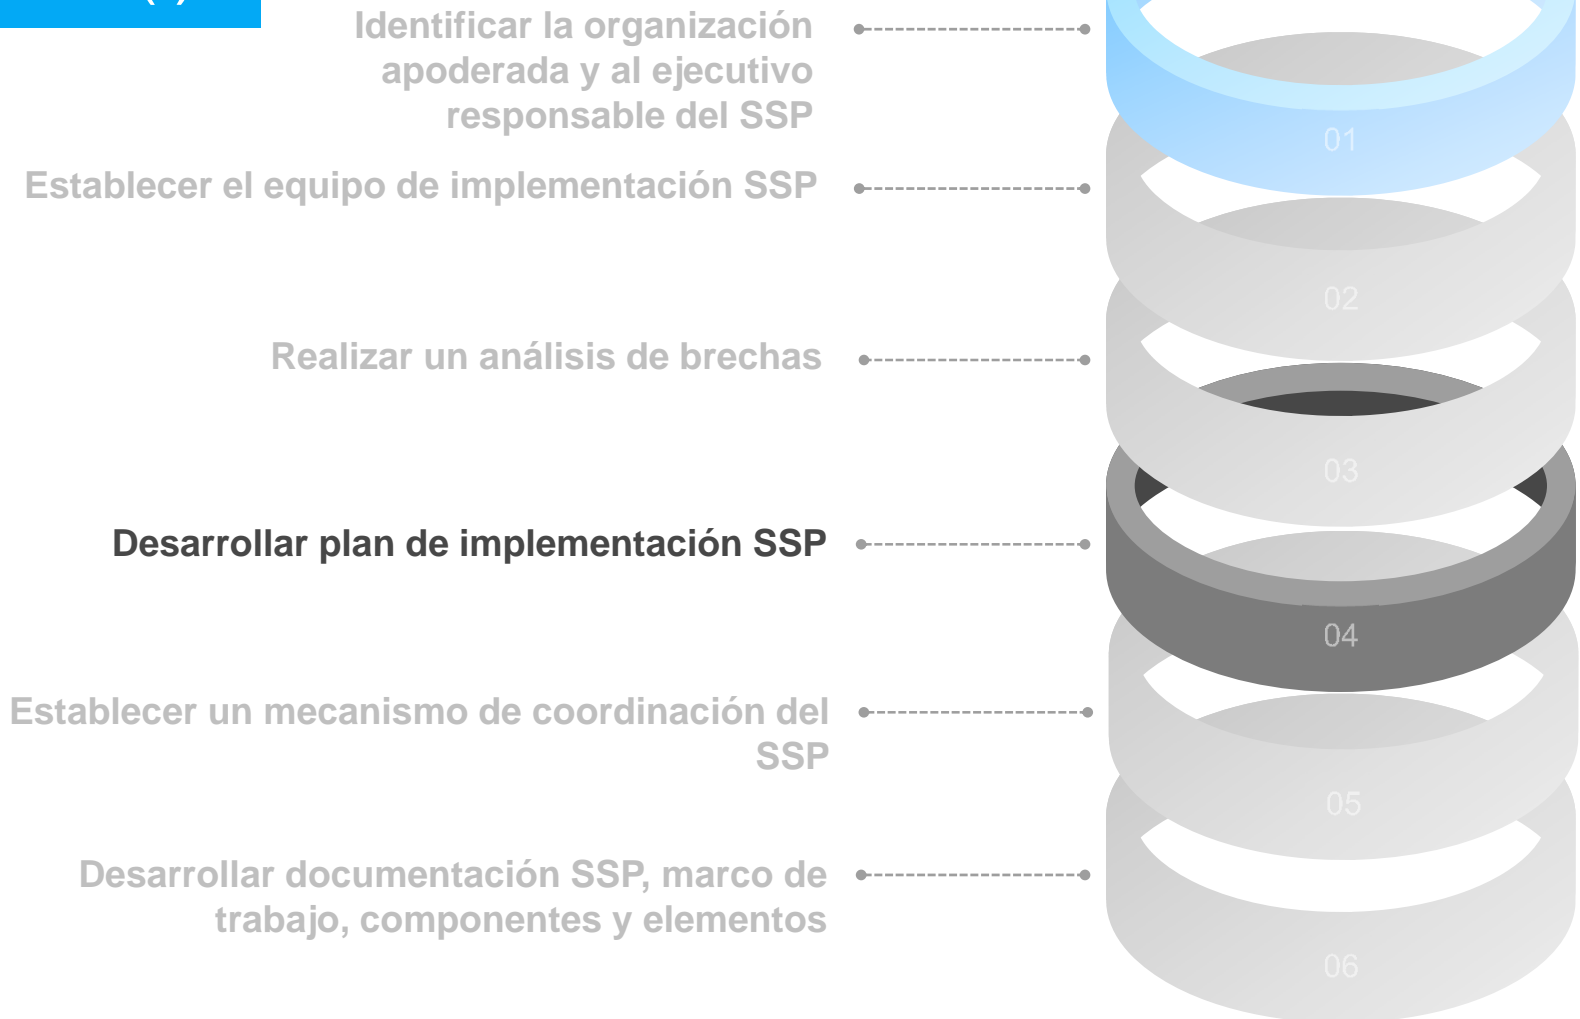 Identificar la organización
apoderada y al ejecutivo
responsable del SSP
01
Establecer el equipo de implementación SSP
02
Realizar un análisis de brechas
03
Desarrollar plan de implementación SSP
04
Establecer un mecanismo de coordinación del
SSP
05
Desarrollar documentación SSP, marco de
trabajo, componentes y elementos
06